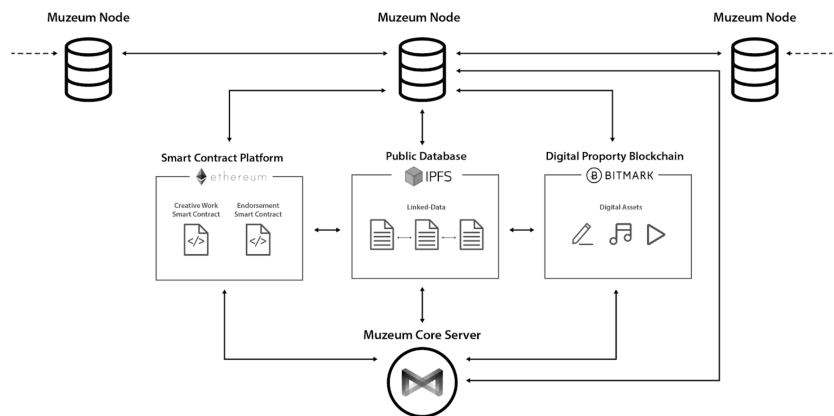 Muzeum Node
Muzeum Node
Muzeum Node
Smart Contract Platform
ethereum
Creative Work
Smart Contract
Endorsement
Smart Contract
</>
</>
Public Database
IPFS
Linked-Data
Digital Proporty Blockchain
BITMARK
Digital Assets
Muzeum Core Server